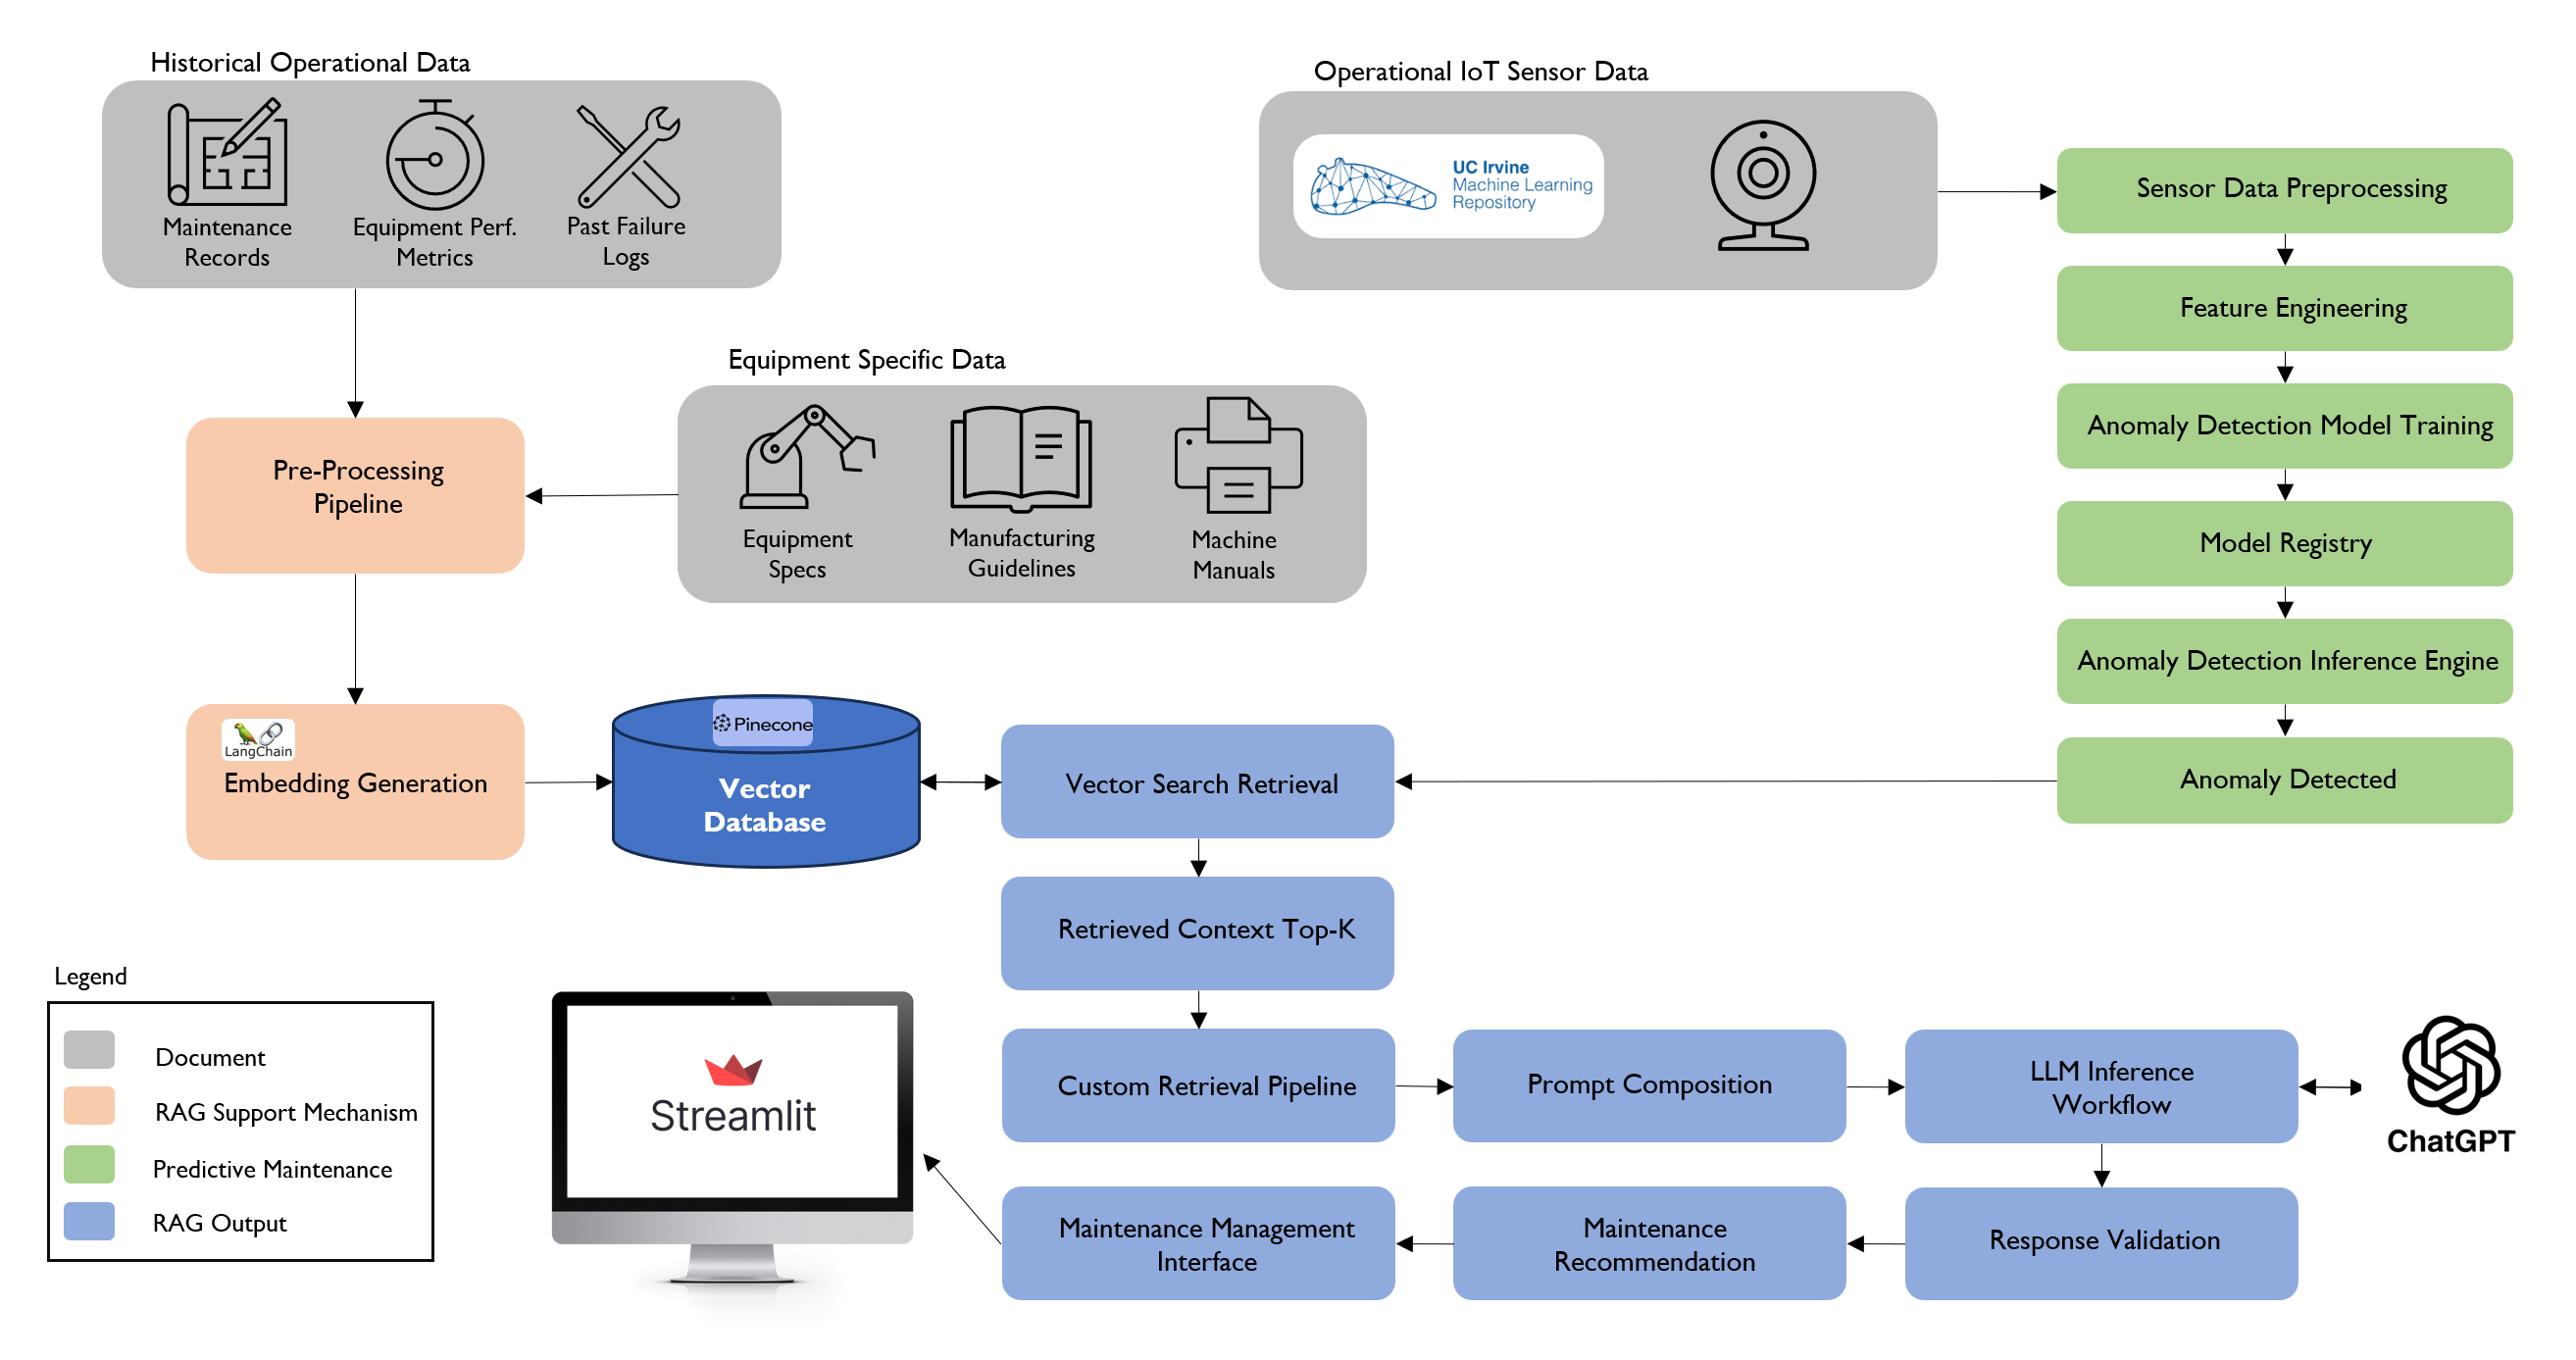 Historical Operational Data
Maintenance
Records
Equipment Perf.
Metrics
Past Failure
Logs
Operational IoT Sensor Data
UC Irvine
Machine Learning
Repository
Sensor Data Preprocessing
Feature Engineering
Anomaly Detection Model Training
Model Registry
Anomaly Detection Inference Engine
Anomaly Detected
Equipment Specific Data
Equipment
Specs
Manufacturing
Guidelines
Machine
Manuals
Pre-Processing
Pipeline
LangChain
Embedding Generation
Pinecone
Vector
Database
Vector Search Retrieval
Retrieved Context Top-K
Custom Retrieval Pipeline
Prompt Composition
LLM Inference
Workflow
ChatGPT
Response Validation
Maintenance
Recommendation
Maintenance Management
Interface
Streamlit
Legend
Document
RAG Support Mechanism
Predictive Maintenance
RAG Output